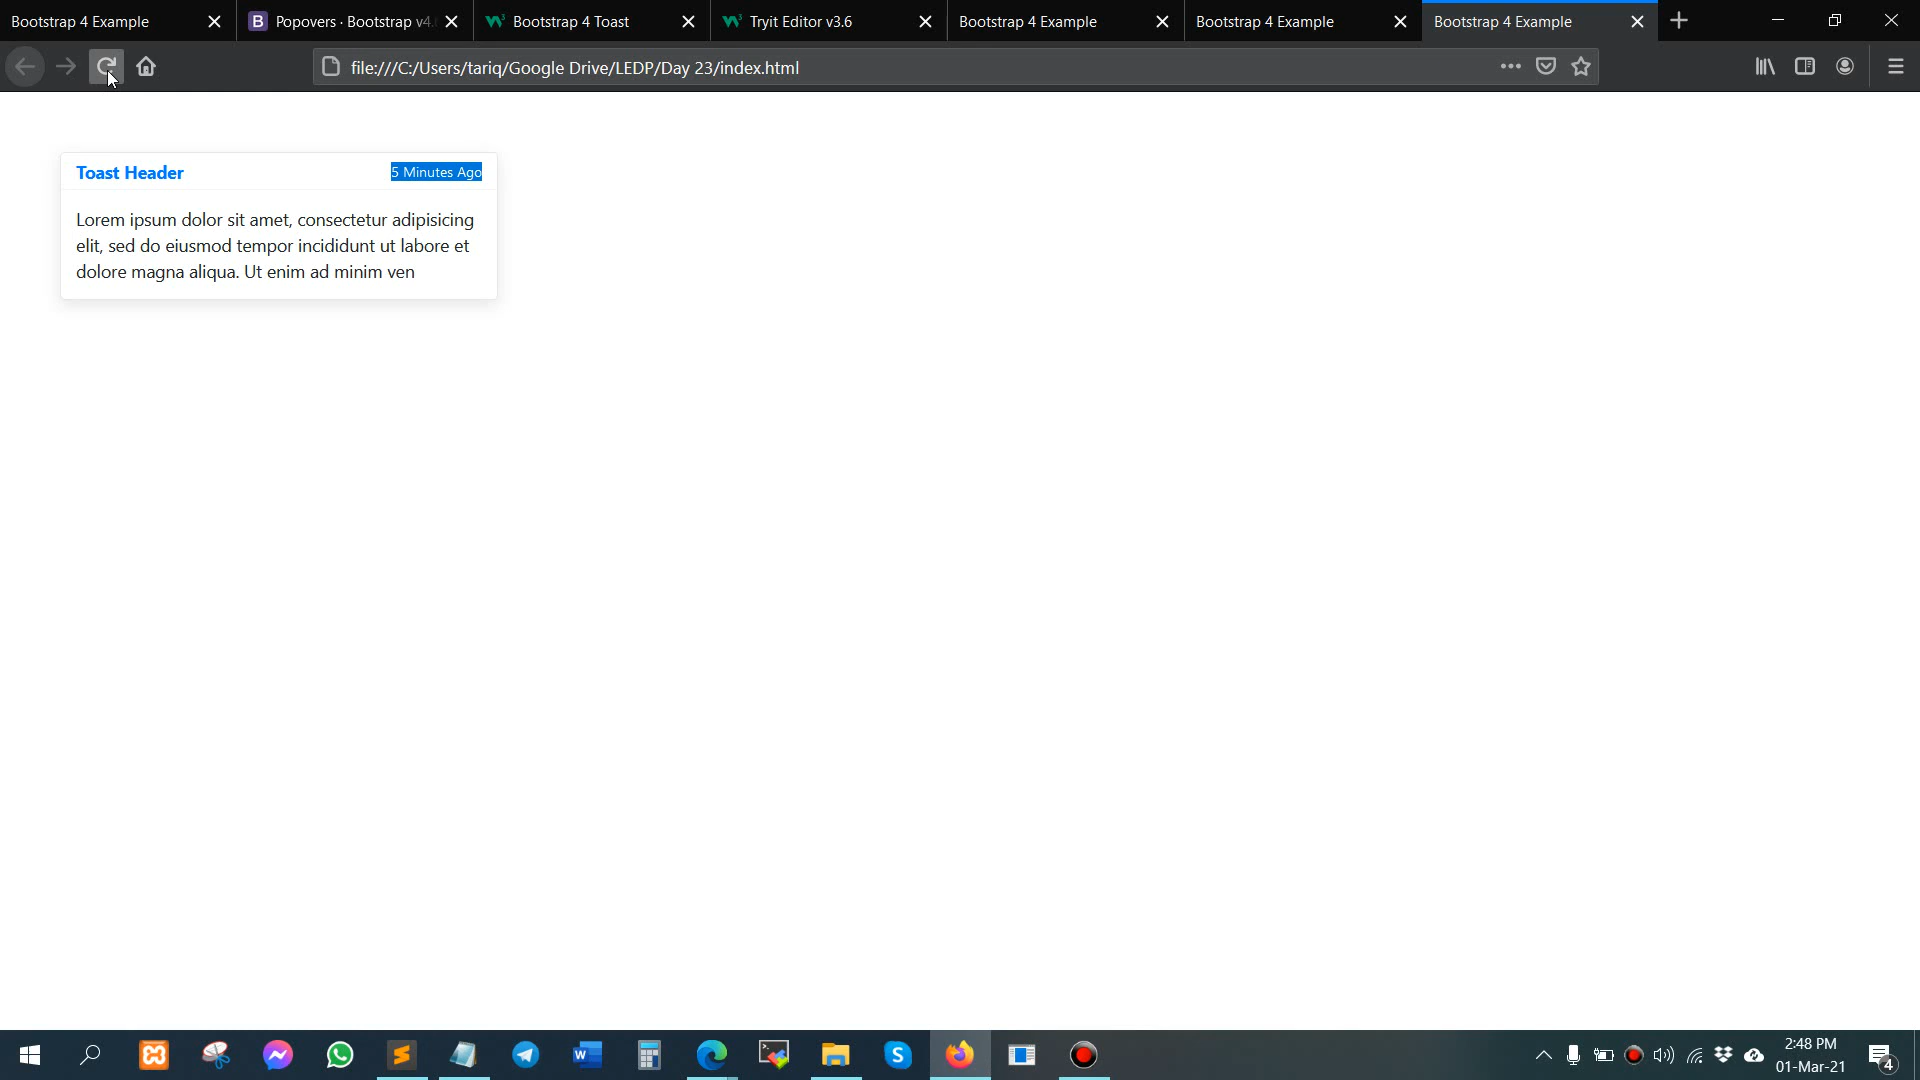 Bootstrap 4 Example
Popovers · Bootstrap v4.
Bootstrap 4 Toast
Tryit Editor v3.6
Bootstrap 4 Example
Bootstrap 4 Example
Bootstrap 4 Example
file:///C:/Users/tariq/Google Drive/LEDP/Day 23/index.html
Toast Header
5 Minutes Ago
Lorem ipsum dolor sit amet, consectetur adipisicing
elit, sed do eiusmod tempor incididunt ut labore et
dolore magna aliqua. Ut enim ad minim ven
2:48 PM
01-Mar-21
4